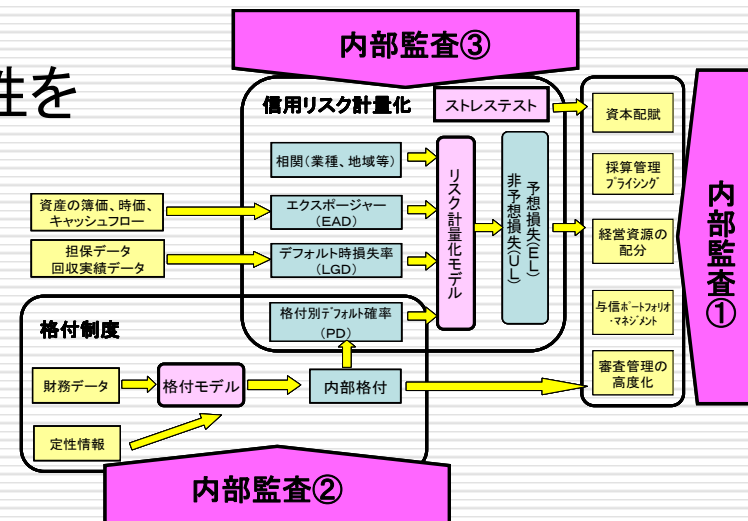 性を
内部監査③
信用リスク計量化
ストレステスト
相関（業種、地域等）
資産の簿価、時価、
キャッシュフロー
エクスポージャー
（EAD）
担保データ
回収実績データ
デフォルト時損失率
（LGD）
格付別ﾃﾞﾌｫﾙﾄ確率
（PD）
リスク計量化モデル
予想損失（EL）
非予想損失（UL）
資本配賦
採算管理
ﾌﾟﾗｲｼﾝｸﾞ
経営資源の
配分
与信ﾎﾟｰﾄﾌｫﾘｵ
・ﾏﾈｼﾞﾒﾝﾄ
審査管理の
高度化
内部監査①
格付制度
財務データ
格付モデル
内部格付
定性情報
内部監査②